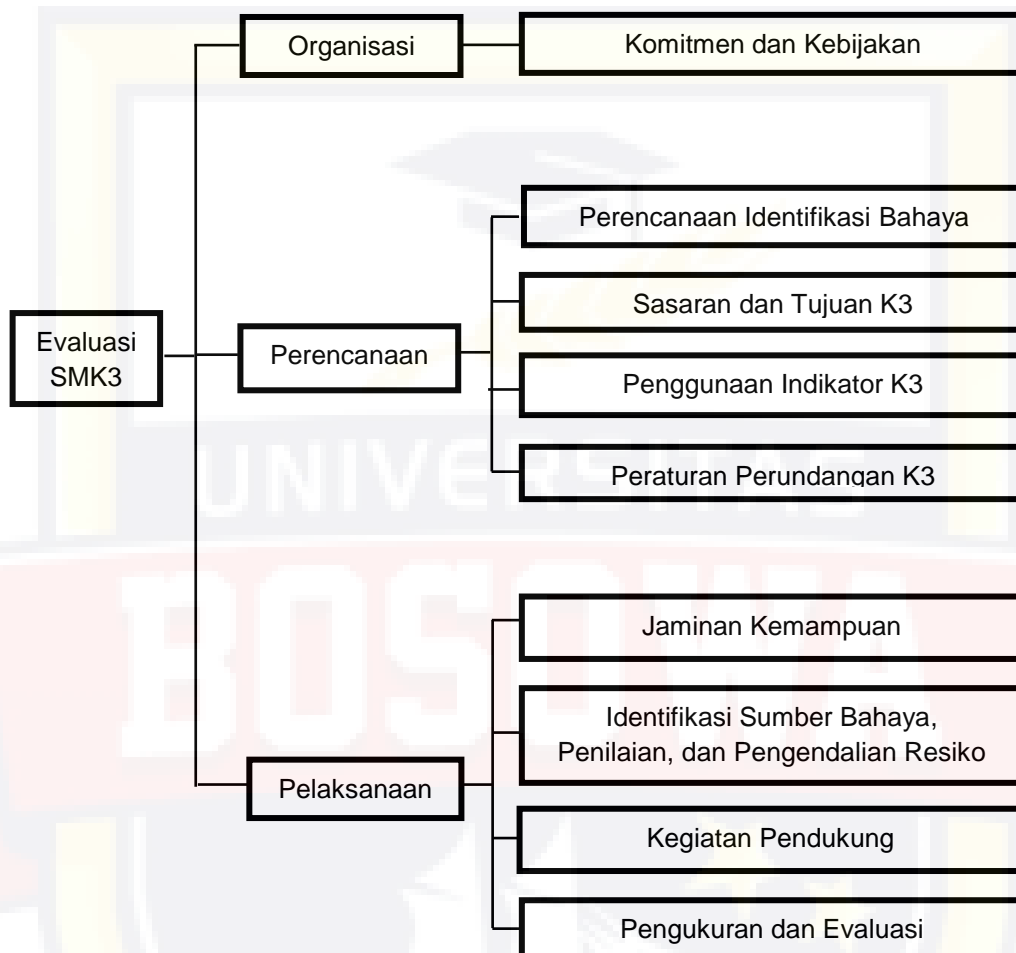 Organisasi
Komitmen dan Kebijakan
Perencanaan Identifikasi Bahaya
Sasaran dan Tujuan K3
Evaluasi
SMK3
Perencanaan
Penggunaan Indikator K3
Peraturan Perundangan K3
Jaminan Kemampuan
Identifikasi Sumber Bahaya,
Penilaian, dan Pengendalian Resiko
Pelaksanaan
Kegiatan Pendukung
Pengukuran dan Evaluasi
UNIVERSITAS
BOSOWA